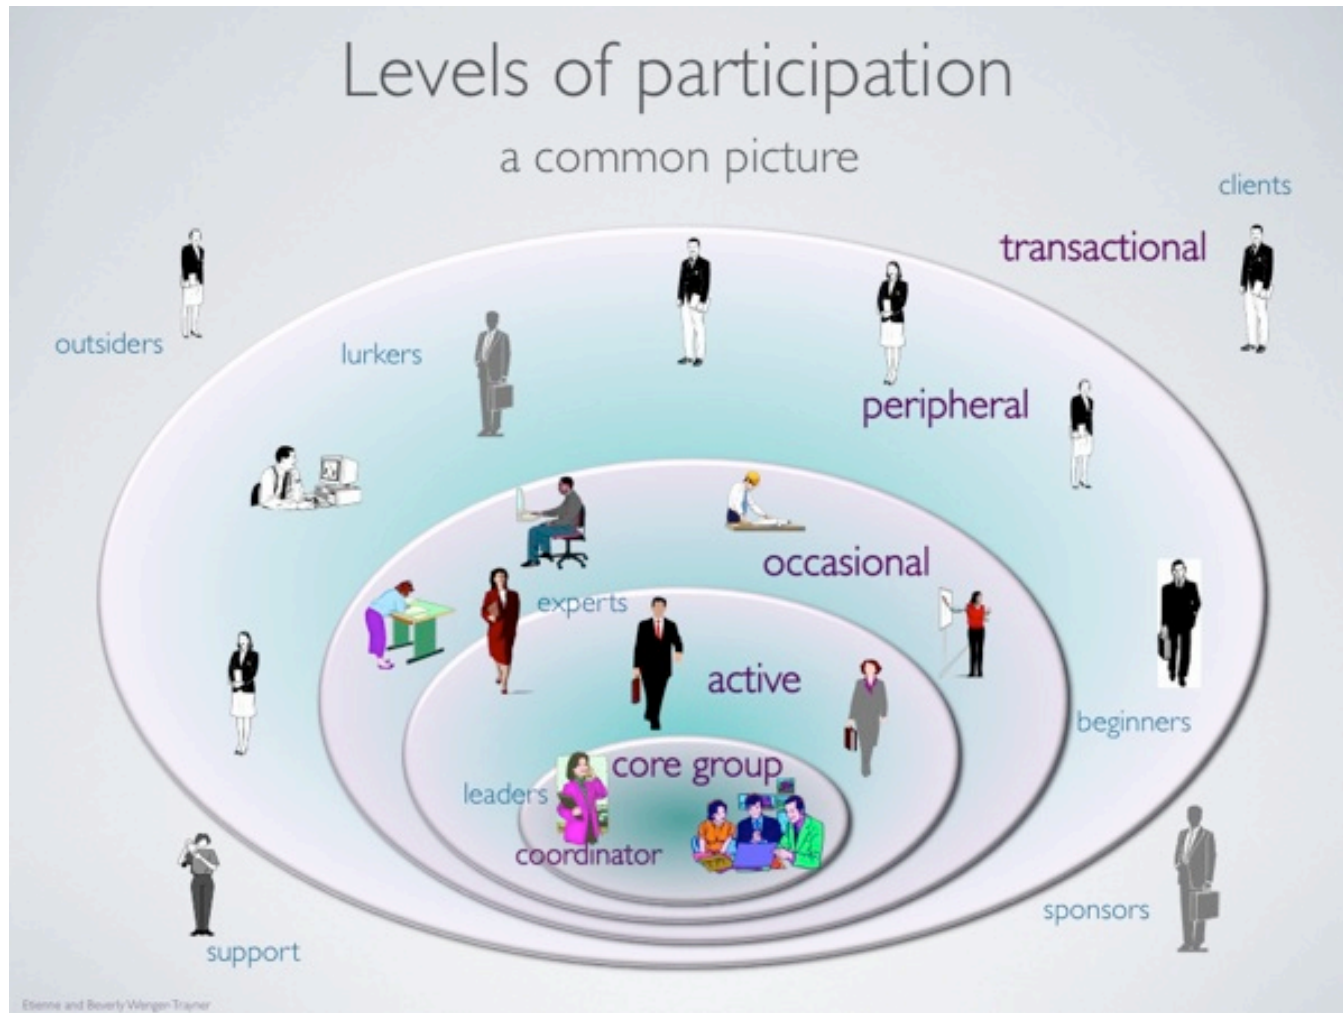 Levels of participation
a common picture
clients
transactional
outsiders
lurkers
peripheral
occasional
experts
active
beginners
core group
leaders
coordinator
sponsors
support
Etienne and Beverly Wenger-Trayner